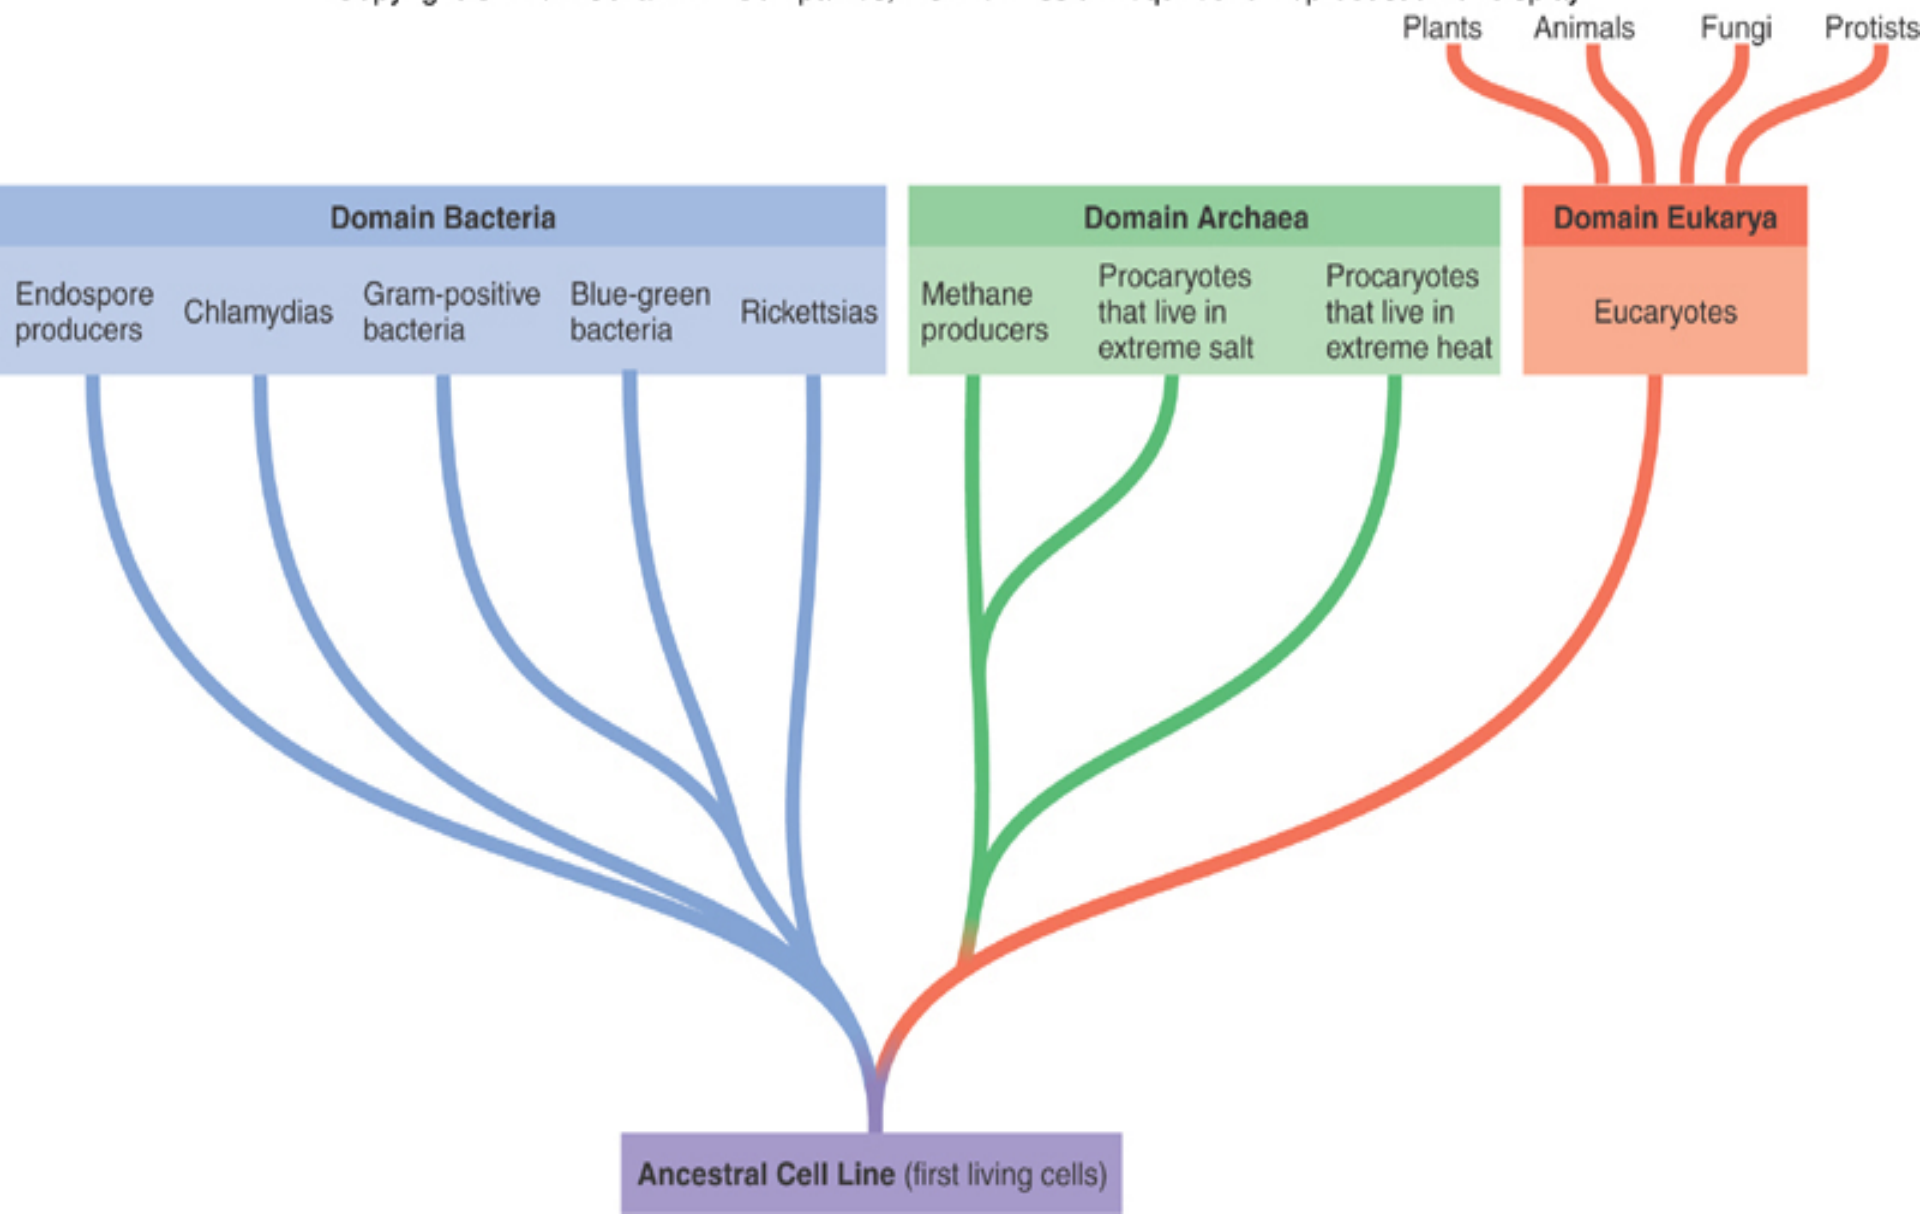 Plants Animals Fungi Protists
Domain Bacteria
Endospore
producers
Chlamydias
Gram-positive
bacteria
Blue-green
bacteria
Rickettsias
Domain Archaea
Methane
producers
Procaryotes
that live in
extreme salt
Procaryotes
that live in
extreme heat
Domain Eukarya
Eucaryotes
Ancestral Cell Line (first living cells)